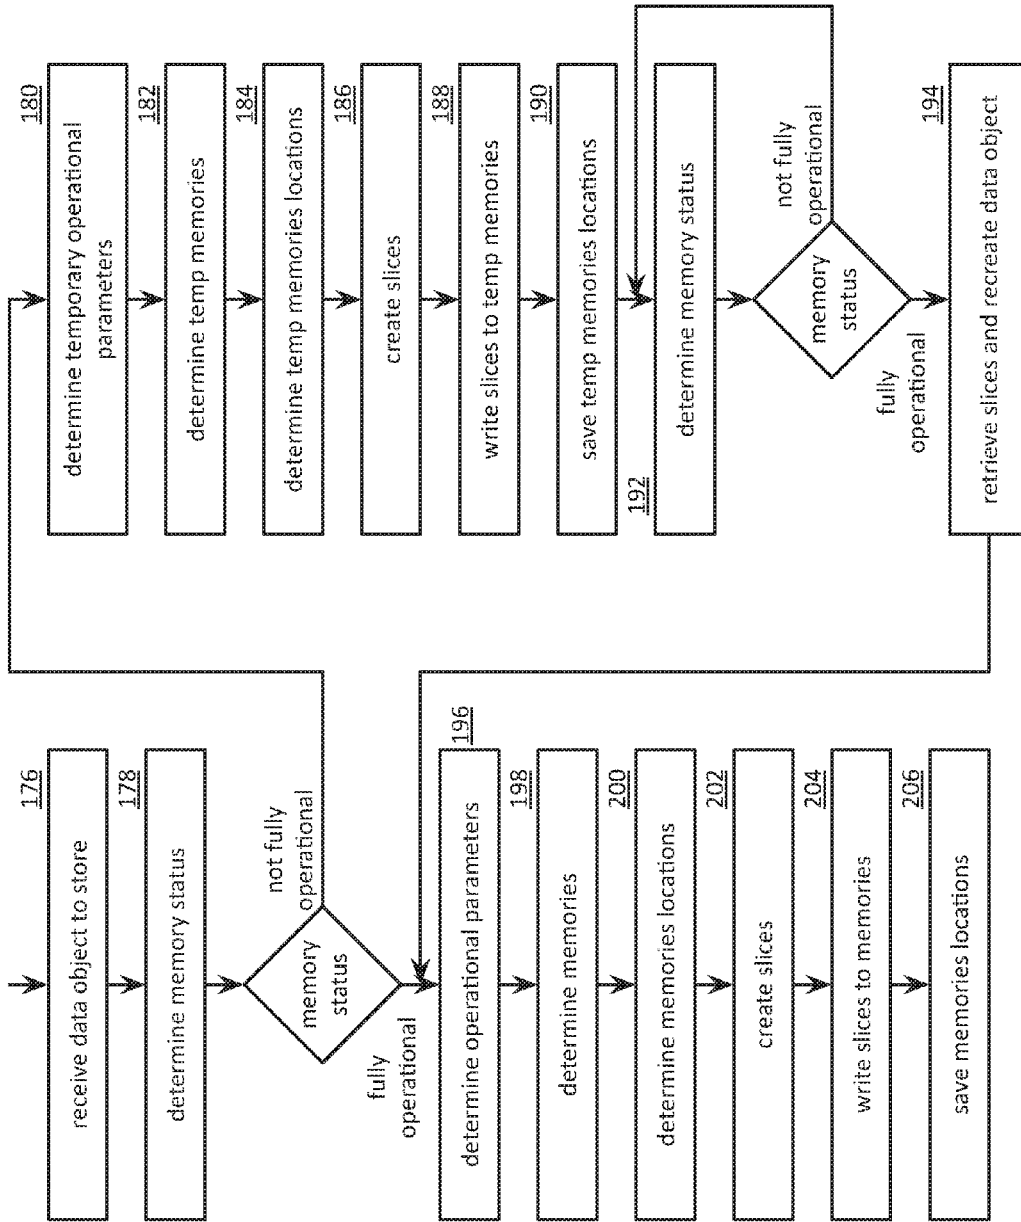 176
receive data object to store
178
determine memory status
memory
status
not fully
operational
fully
operational
196
determine operational parameters
198
determine memories
200
determine memories locations
202
create slices
204
write slices to memories
206
save memories locations
180
determine temporary operational
parameters
182
determine temp memories
184
determine temp memories locations
186
create slices
188
write slices to temp memories
190
save temp memories locations
192
determine memory status
memory
status
not fully
operational
fully
operational
194
retrieve slices and recreate data object